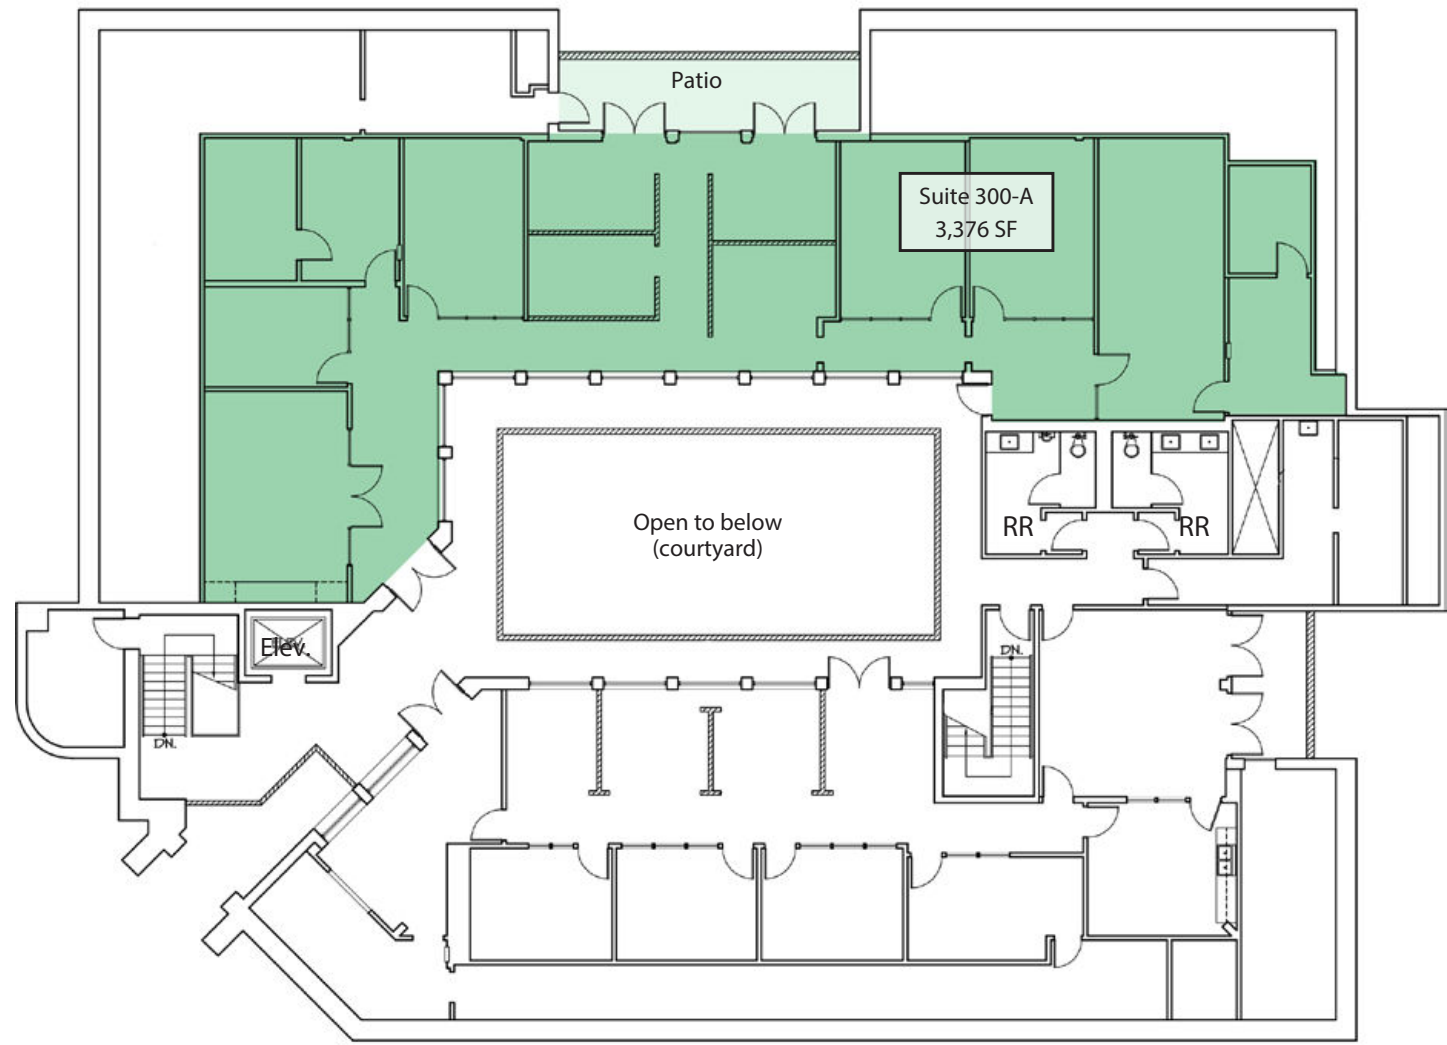 Patio
Suite 300-A
3,376 SF
Open to below
(courtyard)
RR
RR
Elev.
DN.
DN.